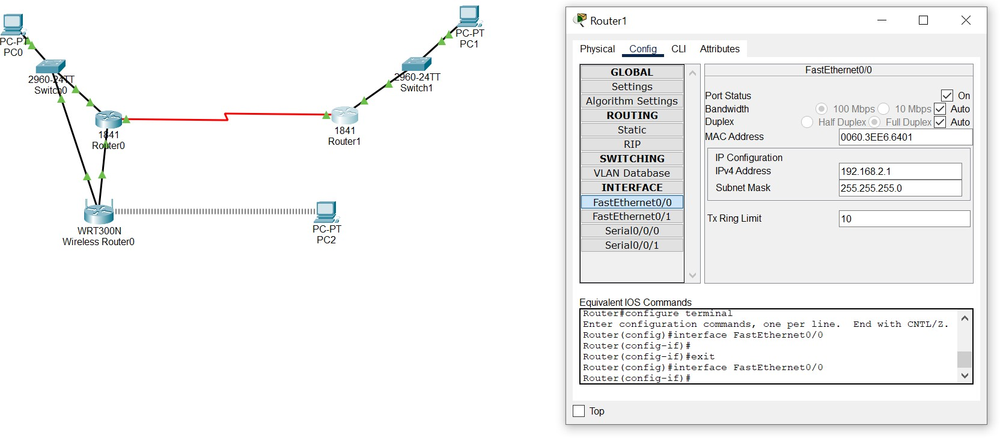 PC-PT
PC0
2960-24TT
Switch0
1841
Router0
WRT300N
Wireless Router0
PC-PT
PC2
1841
Router1
2960-24TT
Switch1
PC-PT
PC1
Router1
Physical Config CLI Attributes
GLOBAL
Settings
Algorithm Settings
ROUTING
Static
RIP
SWITCHING
VLAN Database
INTERFACE
FastEthernet0/0
FastEthernet0/1
Serial0/0/0
Serial0/0/1
FastEthernet0/0
Port Status On
Bandwidth 100 Mbps 10 Mbps Auto
Duplex Half Duplex Full Duplex Auto
MAC Address 0060.3EE6.6401
IP Configuration
IPv4 Address 192.168.2.1
Subnet Mask 255.255.255.0
Tx Ring Limit 10
Equivalent IOS Commands
Router#configure terminal
Enter configuration commands, one per line. End with CNTL/Z.
Router(config)#interface FastEthernet0/0
Router(config-if)#
Router(config-if)#exit
Router(config)#interface FastEthernet0/0
Router(config-if)#
Top